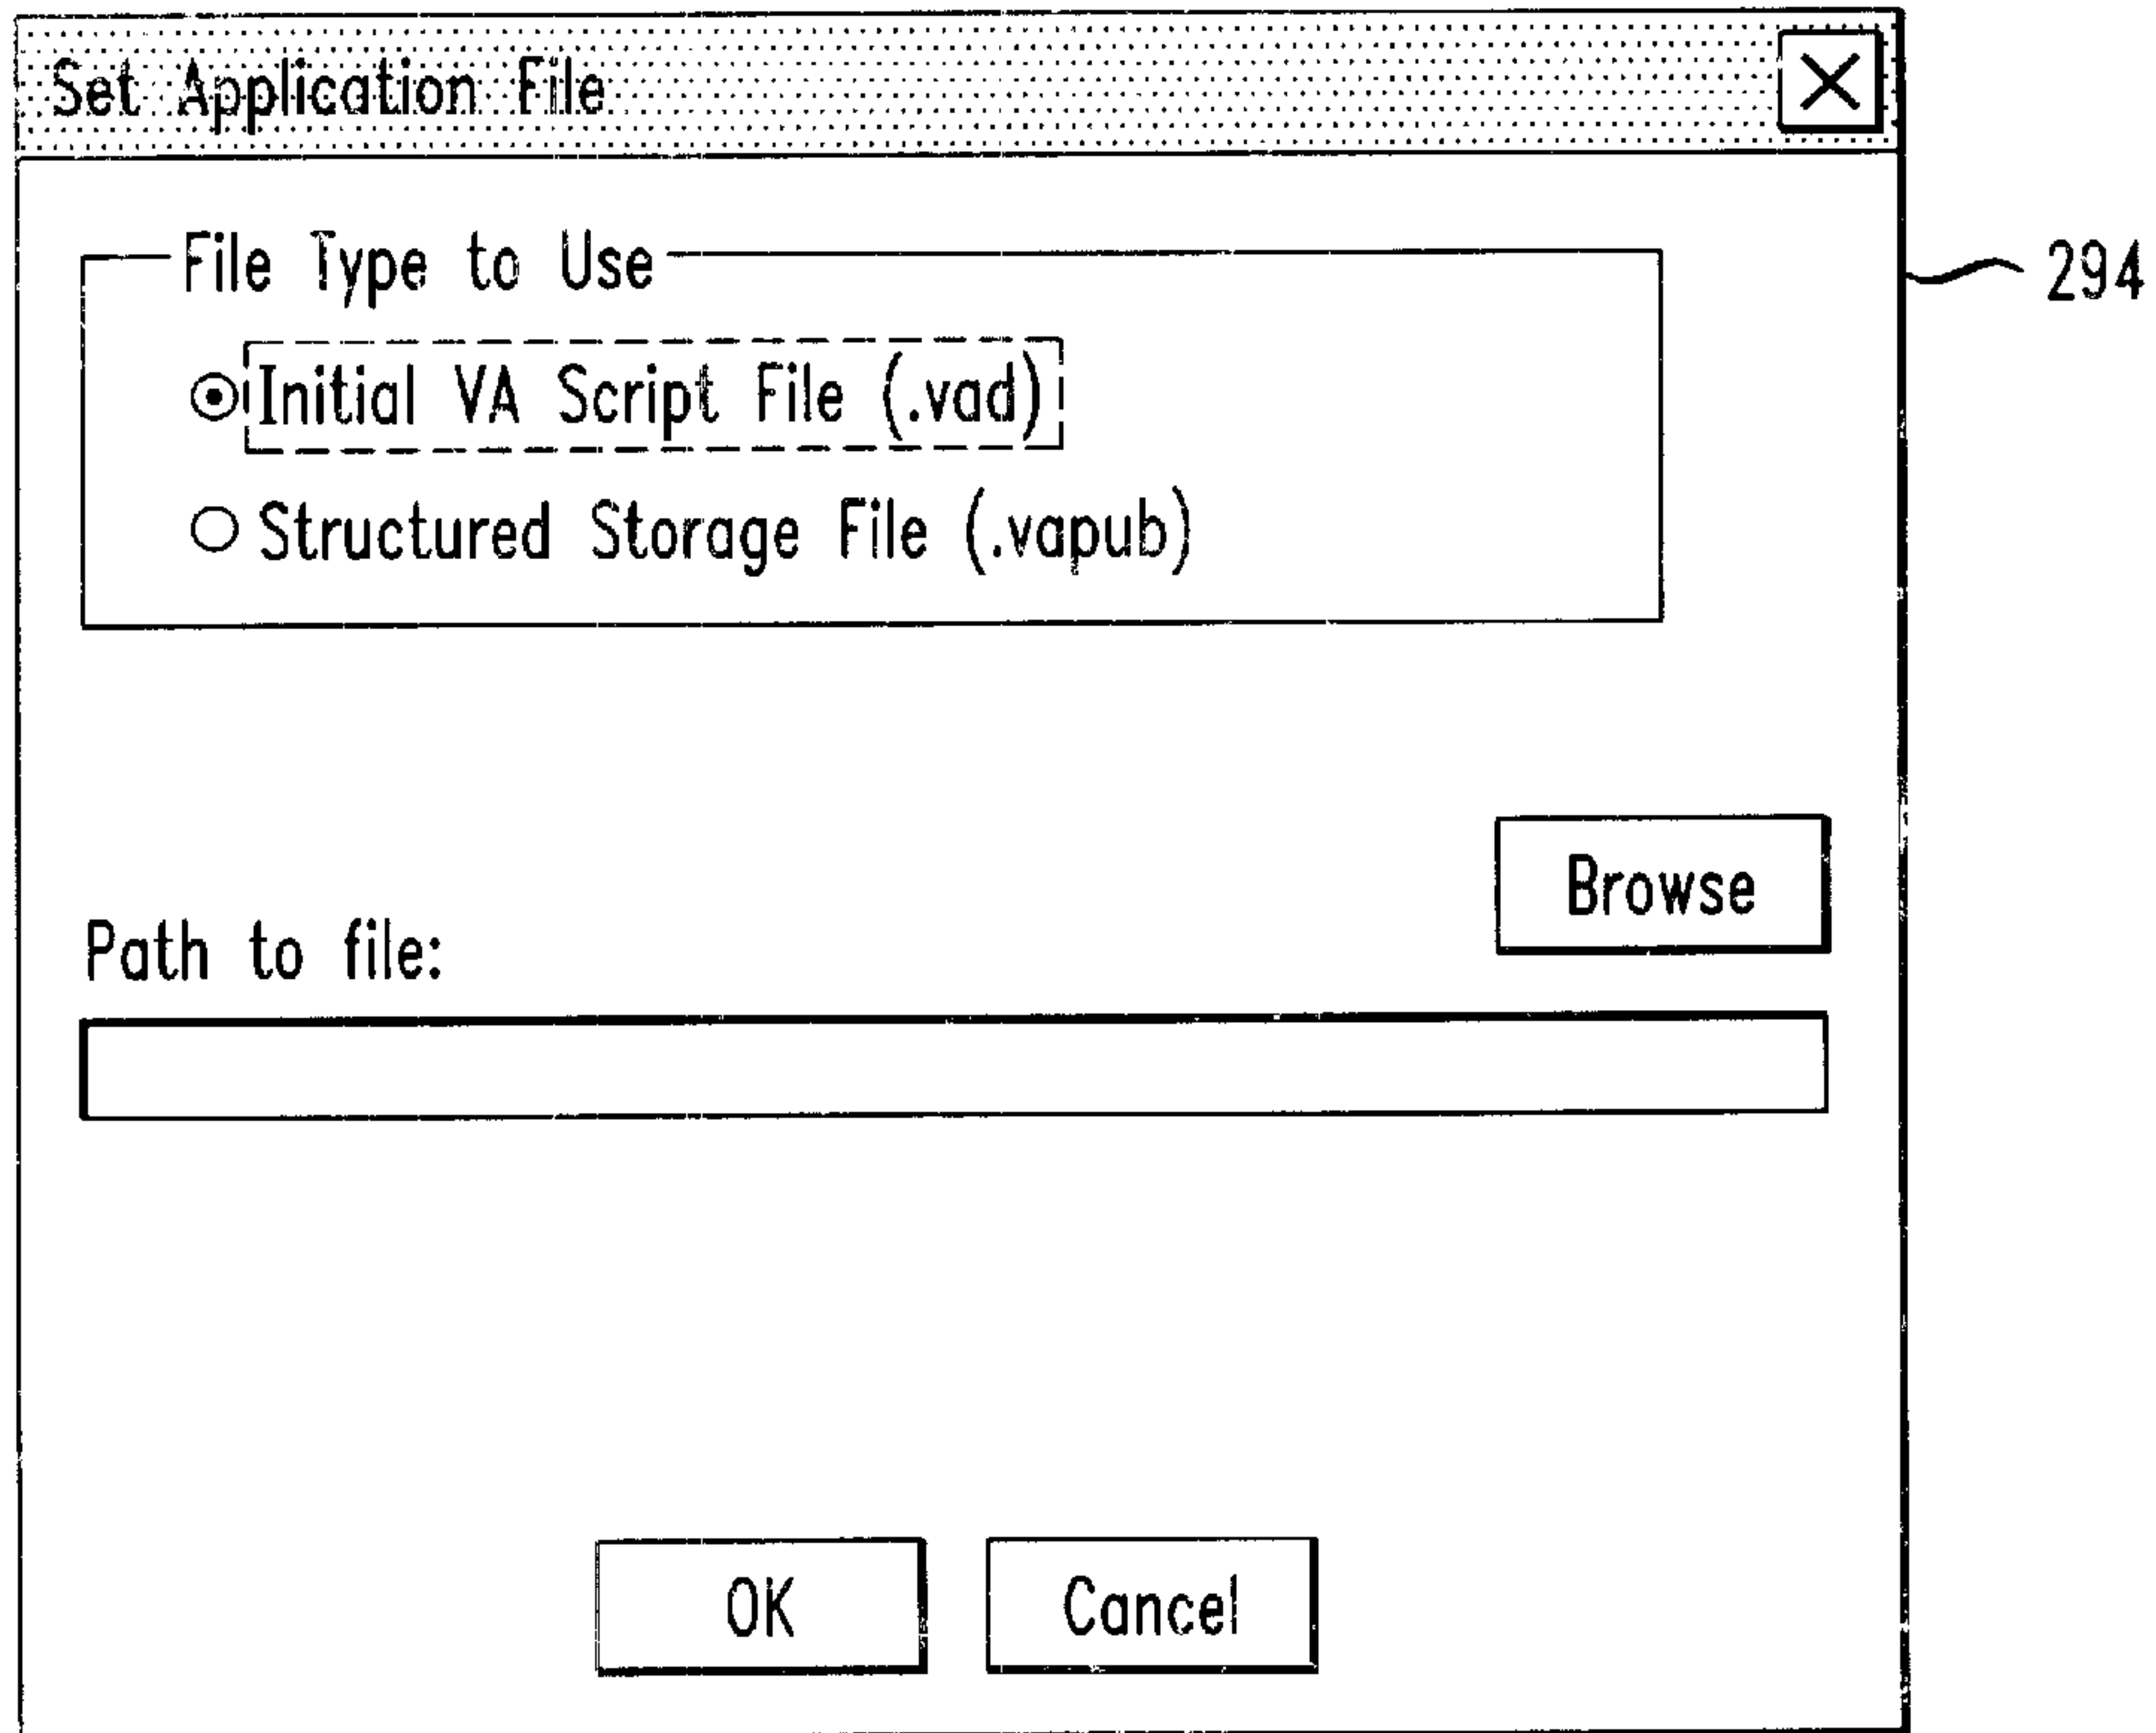 Set Application File
File Type to Use
294
Initial VA Script File (.vad)
Structured Storage File (.vapub)
Browse
Path to file:
OK
Cancel